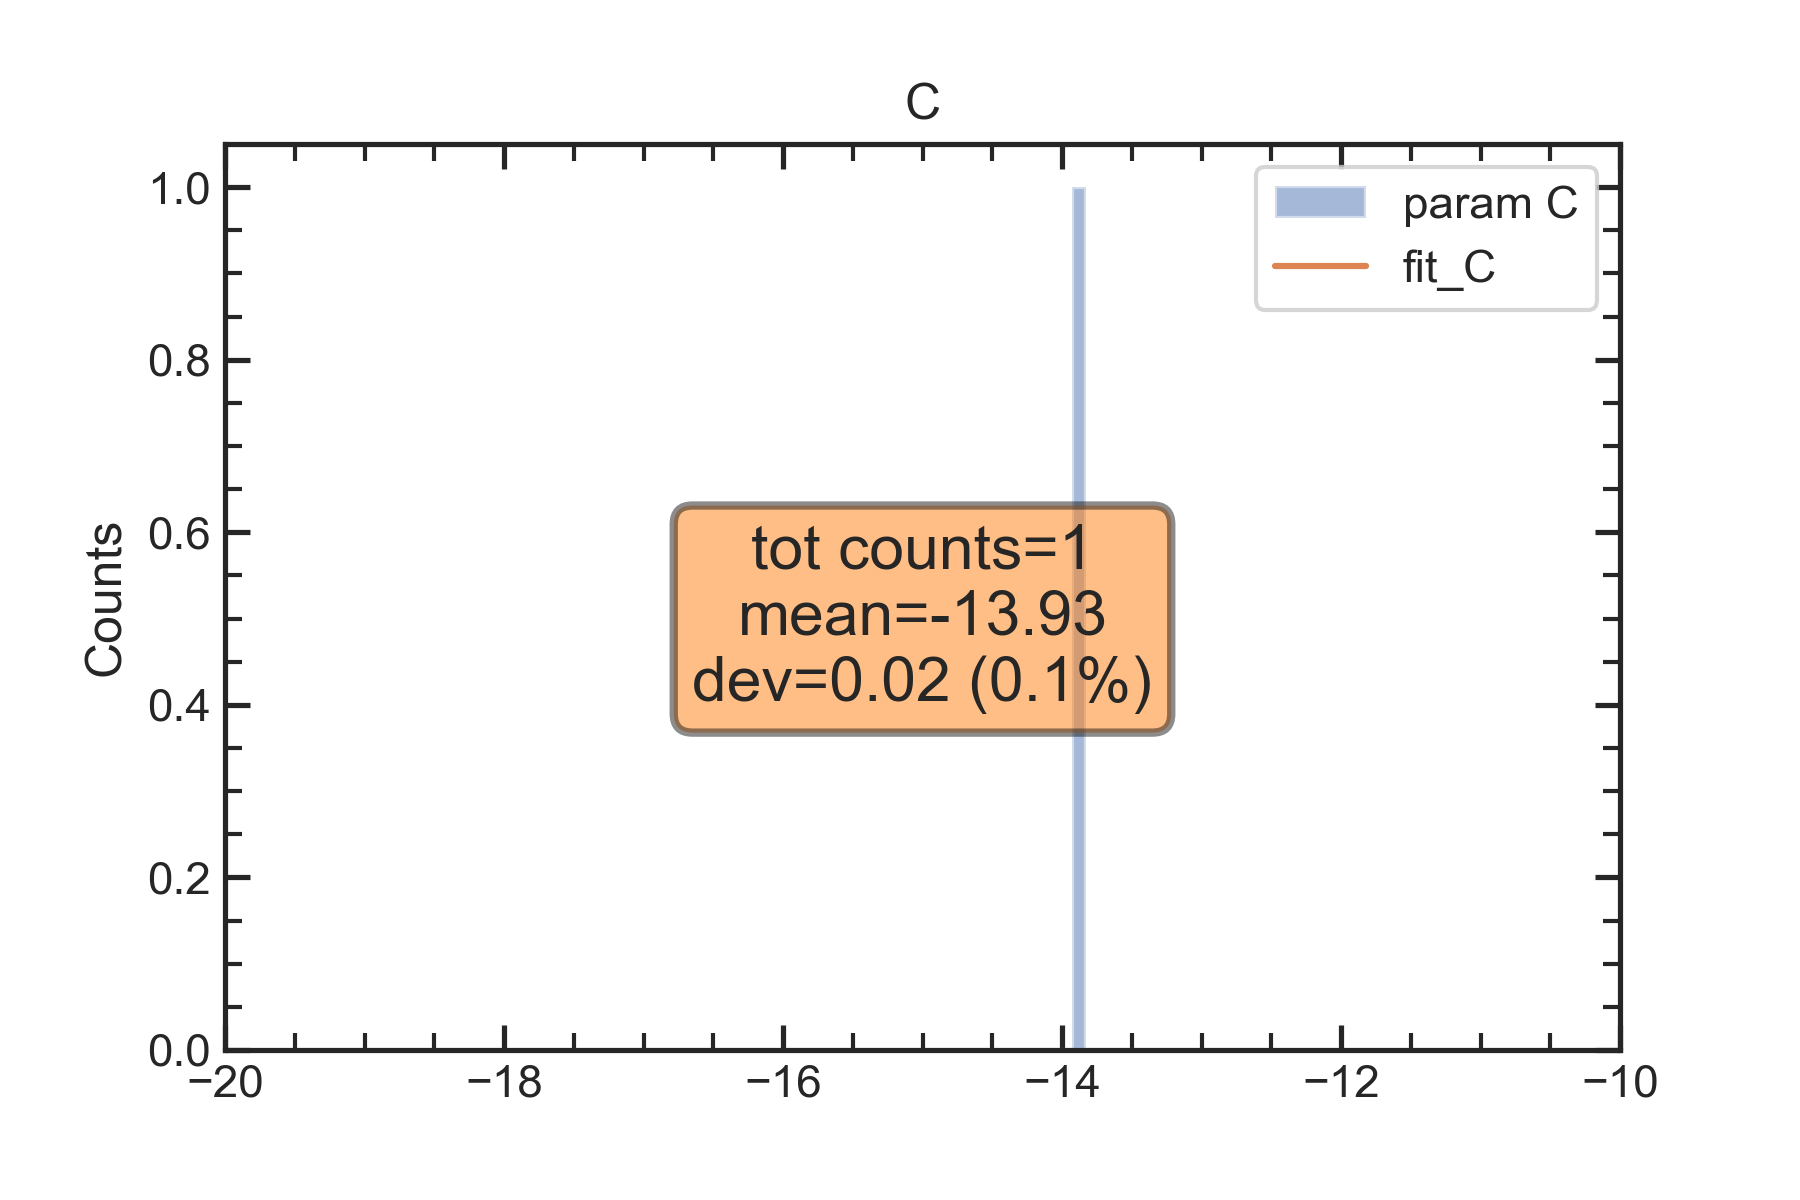 C
param C
fit_C
Counts
1.0
0.8
0.6
0.4
0.2
0.0
tot counts=1
mean=-13.93
dev=0.02 (0.1%)
−20 −18 −16 −14 −12 −10